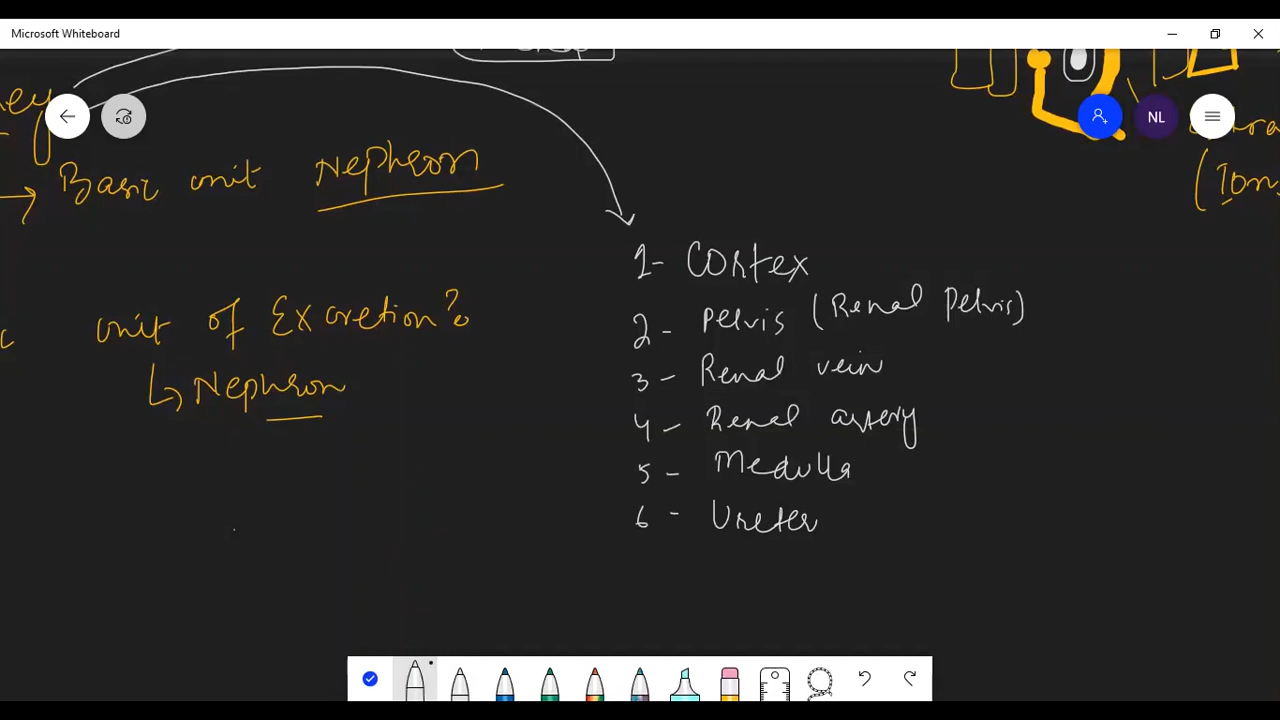 Microsoft Whiteboard
NL
Basic unit Nephron
(Ions
1- Cortex
unit of Excretion?
2- Pelvis (Renal Pelvis)
↳ Nephron
3- Renal vein
4- Renal artery
5- Medulla
6- Ureter